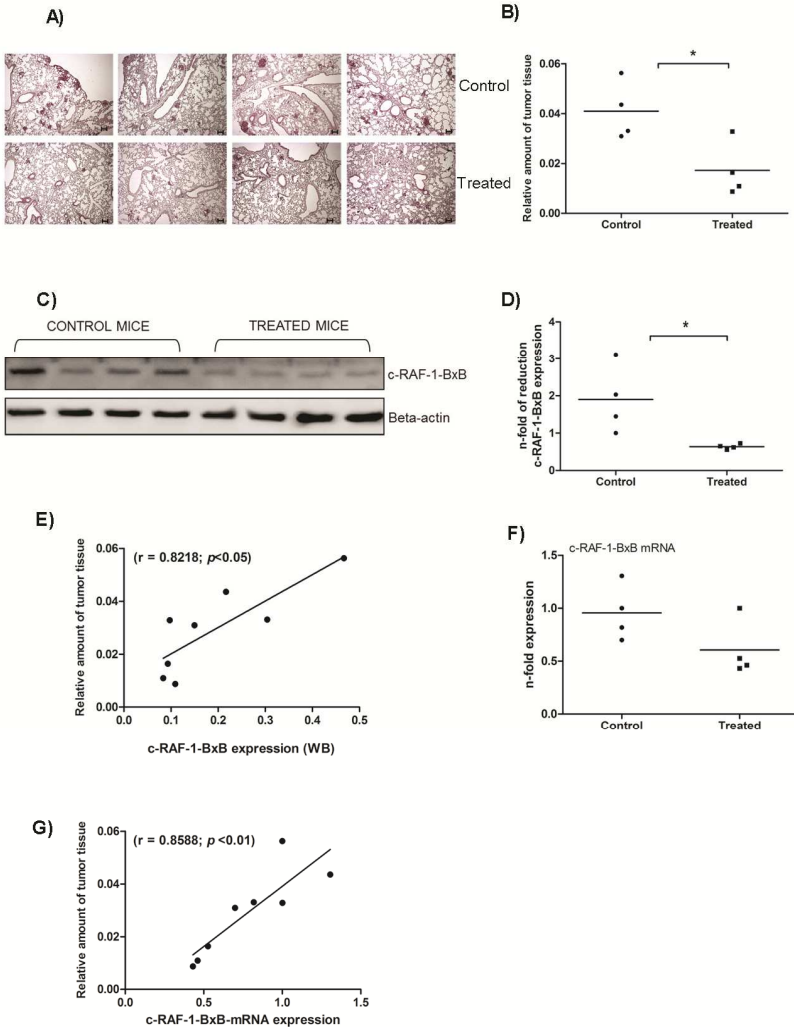 A)
Control
Treated
B)
Relative amount of tumor tissue
0.06
0.04
0.02
0.00
*
Control
Treated
C)
CONTROL MICE
TREATED MICE
c-RAF-1-BxB
Beta-actin
D)
n-fold of reduction
c-RAF-1-BxB expression
4
3
2
1
0
*
Control
Treated
E)
Relative amount of tumor tissue
0.06
0.04
0.02
0.00
(r = 0.8218; p<0.05)
0.0
0.1
0.2
0.3
0.4
0.5
c-RAF-1-BxB expression (WB)
F)
c-RAF-1-BxB mRNA
n-fold expression
1.5
1.0
0.5
0.0
Control
Treated
G)
Relative amount of tumor tissue
0.06
0.04
0.02
0.00
(r = 0.8588; p <0.01)
0.0
0.5
1.0
1.5
c-RAF-1-BxB-mRNA expression